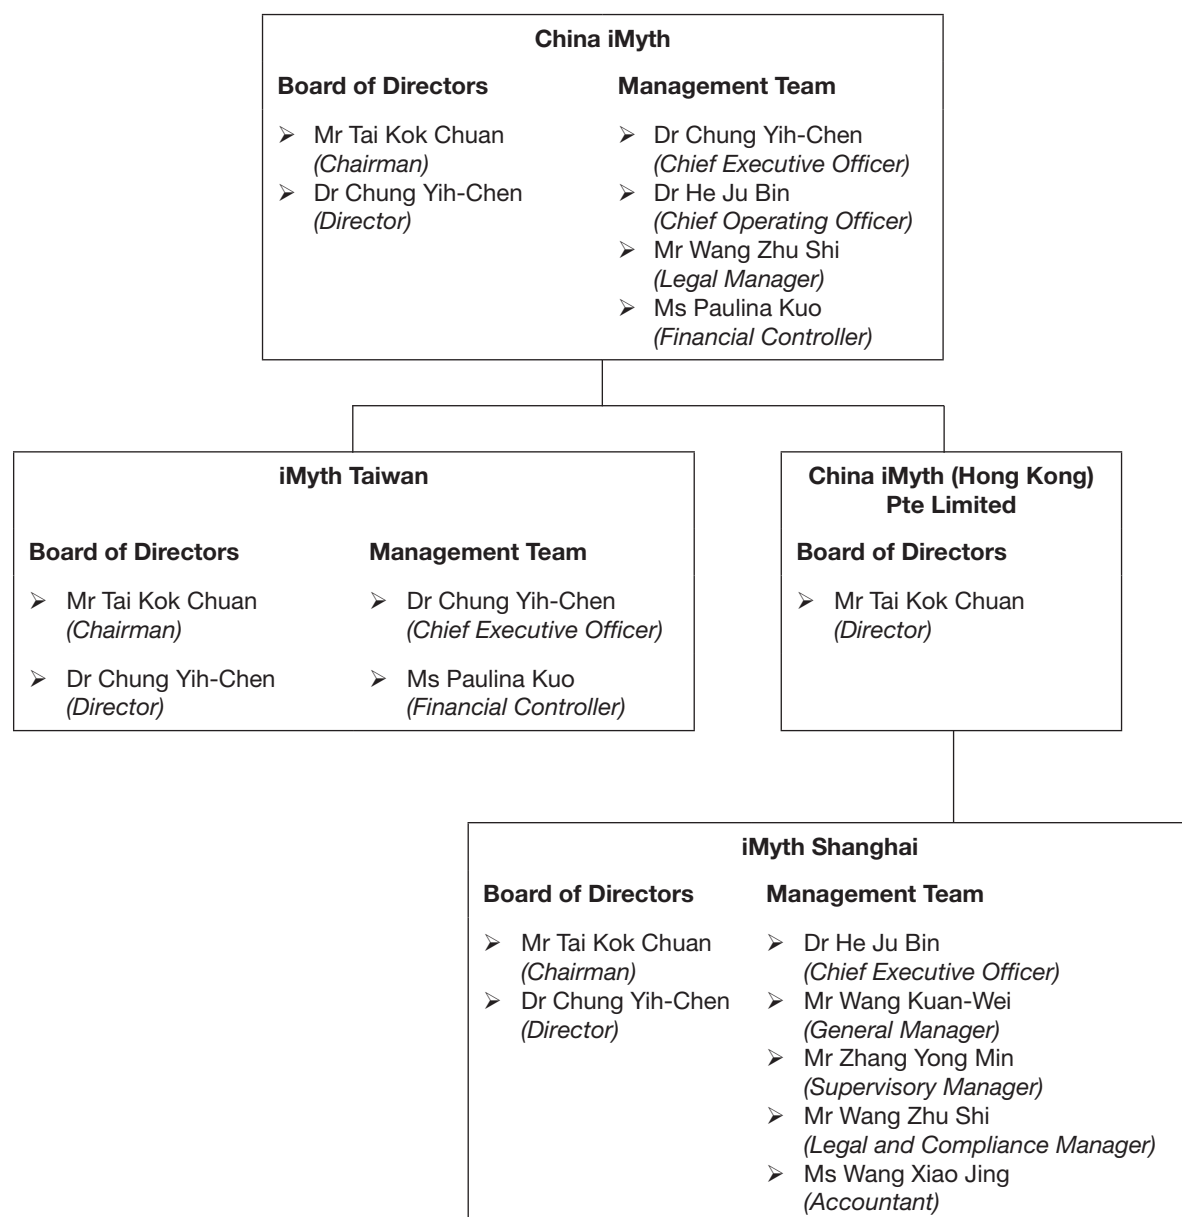 China iMyth
Board of Directors
➢ Mr Tai Kok Chuan
(Chairman)
➢ Dr Chung Yih-Chen
(Director)
Management Team
➢ Dr Chung Yih-Chen
(Chief Executive Officer)
➢ Dr He Ju Bin
(Chief Operating Officer)
➢ Mr Wang Zhu Shi
(Legal Manager)
➢ Ms Paulina Kuo
(Financial Controller)
iMyth Taiwan
Board of Directors
➢ Mr Tai Kok Chuan
(Chairman)
➢ Dr Chung Yih-Chen
(Director)
Management Team
➢ Dr Chung Yih-Chen
(Chief Executive Officer)
➢ Ms Paulina Kuo
(Financial Controller)
China iMyth (Hong Kong)
Pte Limited
Board of Directors
➢ Mr Tai Kok Chuan
(Director)
iMyth Shanghai
Board of Directors
➢ Mr Tai Kok Chuan
(Chairman)
➢ Dr Chung Yih-Chen
(Director)
Management Team
➢ Dr He Ju Bin
(Chief Executive Officer)
➢ Mr Wang Kuan-Wei
(General Manager)
➢ Mr Zhang Yong Min
(Supervisory Manager)
➢ Mr Wang Zhu Shi
(Legal and Compliance Manager)
➢ Ms Wang Xiao Jing
(Accountant)